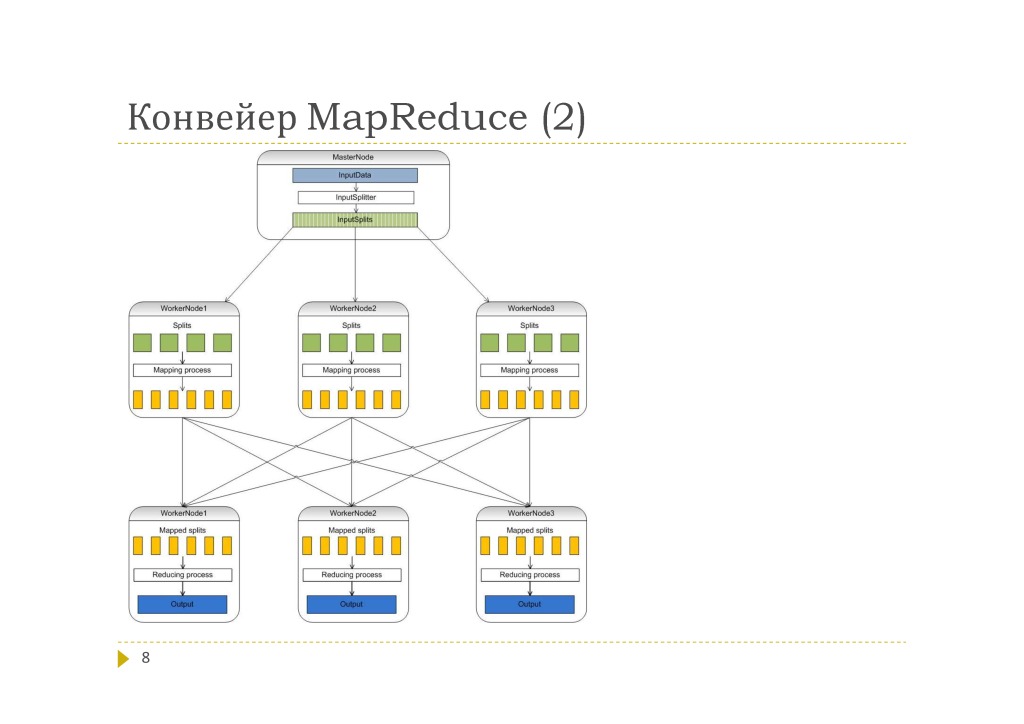 Конвейер MapReduce (2)
MasterNode
InputData
InputSplitter
InputSplits
WorkerNode1
Splits
Mapping process
WorkerNode2
Splits
Mapping process
WorkerNode3
Splits
Mapping process
WorkerNode1
Mapped splits
Reducing process
Output
WorkerNode2
Mapped splits
Reducing process
Output
WorkerNode3
Mapped splits
Reducing process
Output
8